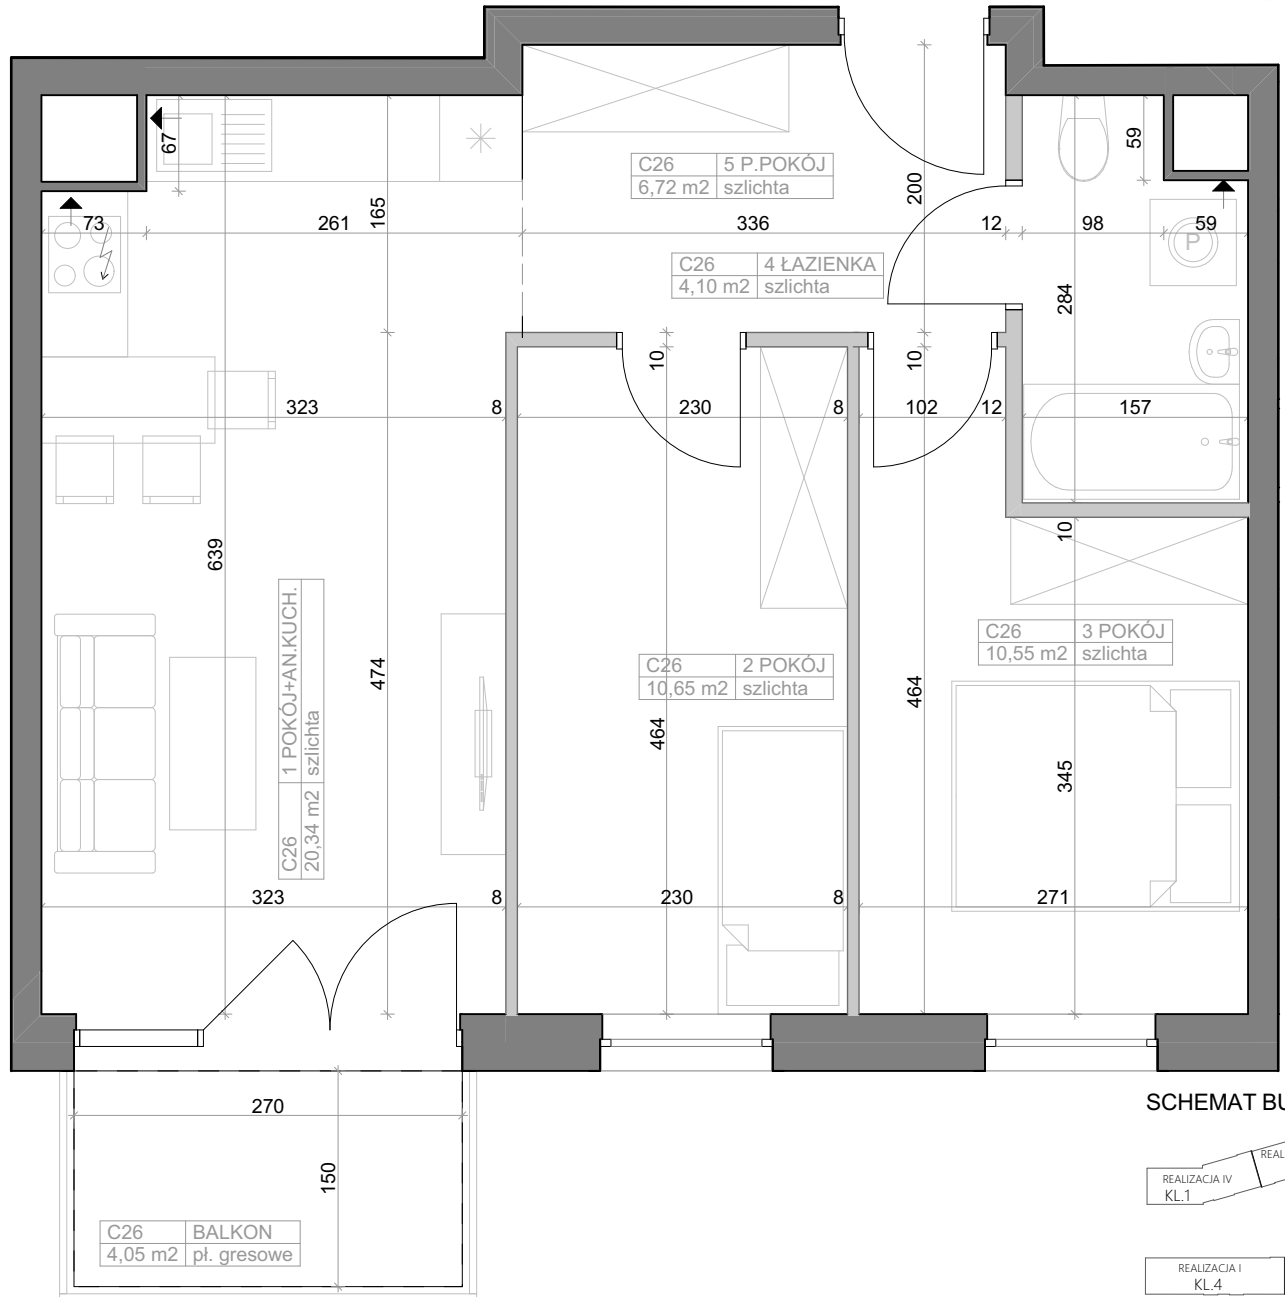 67
59
C26 5 P.POKÓJ
6,72 m2 szlichta
200
165
73 261 336 12 98 59
P
C26 4 ŁAZIENKA
4,10 m2 szlichta
284
10 10
323 8 230 8 102 12 157
639
10
C26 1 POKÓJ+AN.KUCH.
20,34 m2 szlichta
474
C26 3 POKÓJ
10,55 m2 szlichta
C26 2 POKÓJ
10,65 m2 szlichta
464
464
345
323 8 230 8 271
270
150
C26 BALKON
4,05 m2 pł. gresowe
SCHEMAT BU
REAL
REALIZACJA IV
KL.1
REALIZACJA I
KL.4